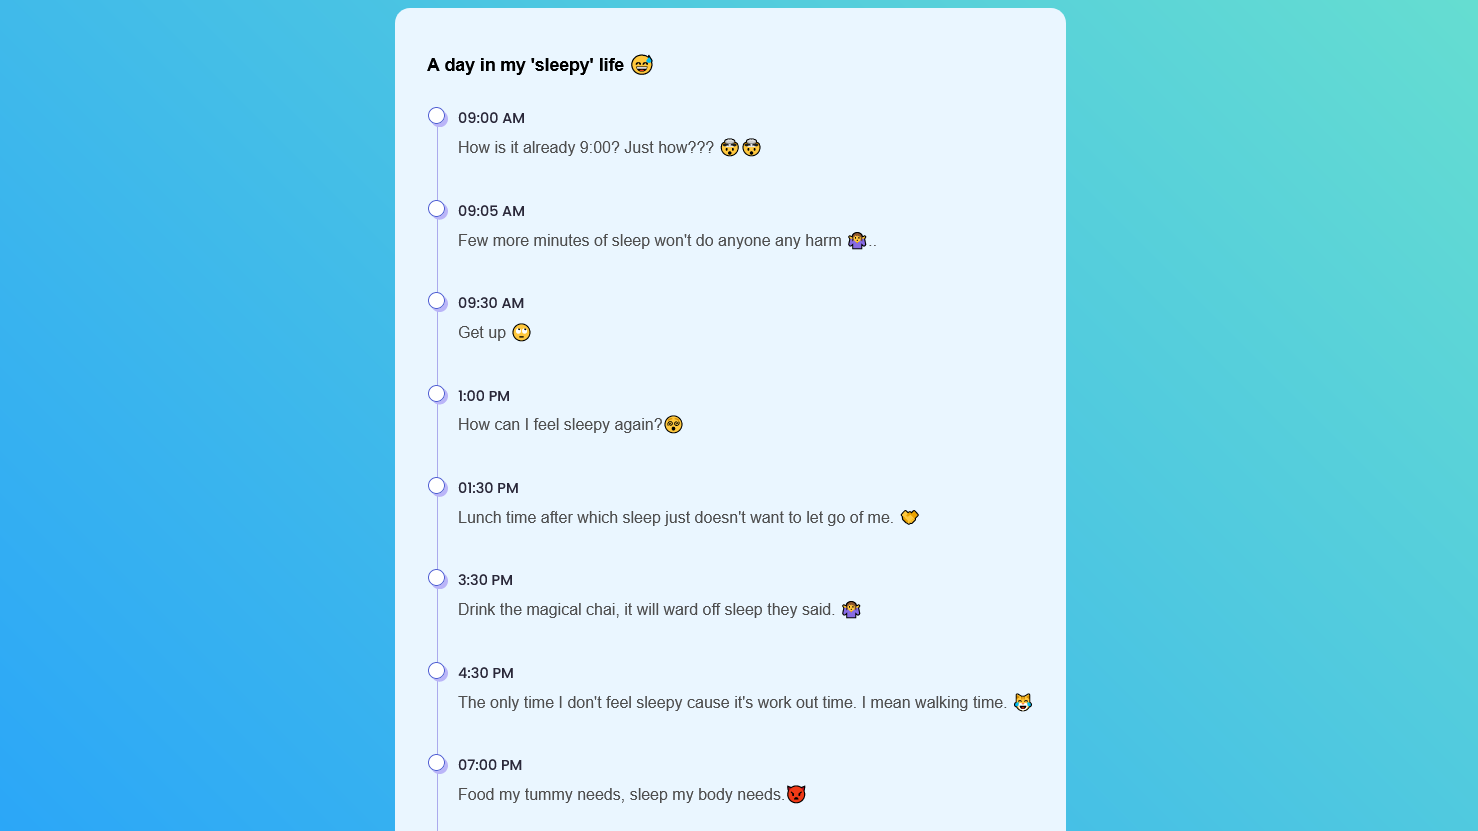 A day in my 'sleepy' life 😅
09:00 AM
How is it already 9:00? Just how??? 🤯🤯
09:05 AM
Few more minutes of sleep won't do anyone any harm 🤷🏽‍♀️..
09:30 AM
Get up 🙄
1:00 PM
How can I feel sleepy again?😵‍💫
01:30 PM
Lunch time after which sleep just doesn't want to let go of me. 🤝
3:30 PM
Drink the magical chai, it will ward off sleep they said. 🤷🏽‍♀️
4:30 PM
The only time I don't feel sleepy cause it's work out time. I mean walking time. 😹
07:00 PM
Food my tummy needs, sleep my body needs.👿